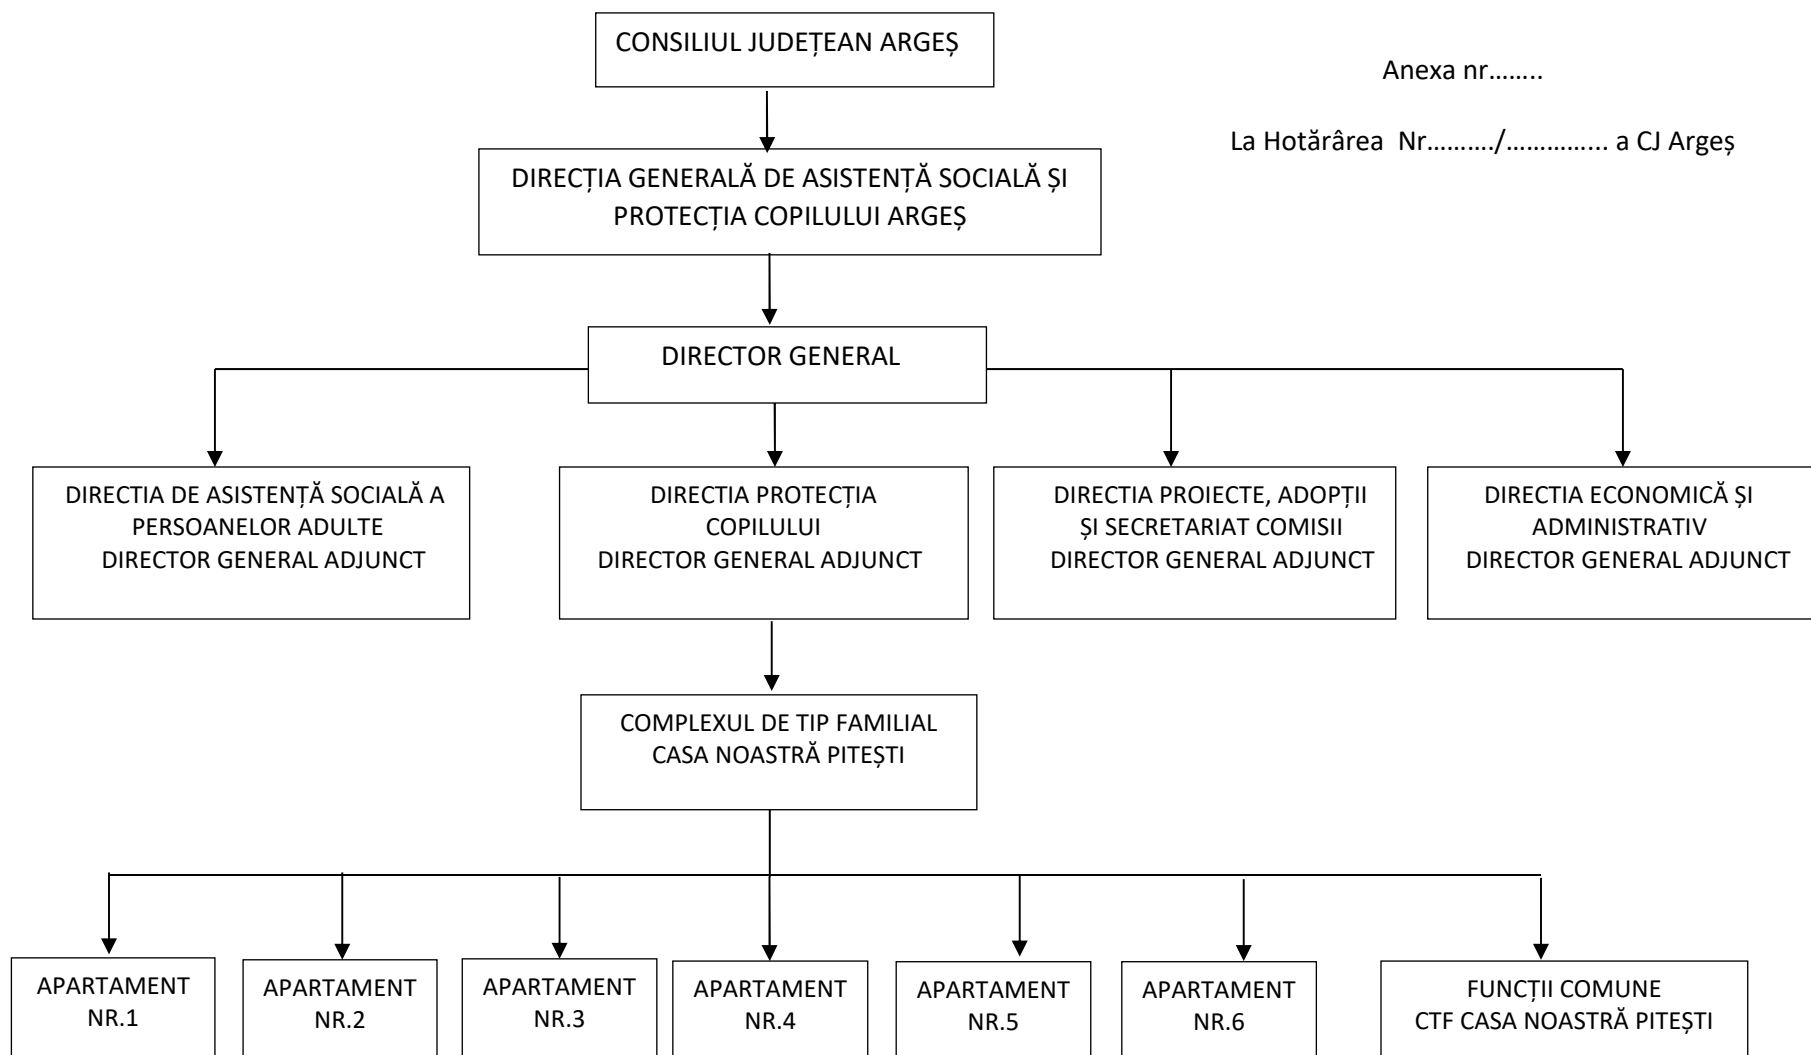 CONSILIUL JUDEȚEAN ARGEȘ
Anexa nr……..
La Hotărârea Nr………./………….... a CJ Argeș
DIRECȚIA GENERALĂ DE ASISTENȚĂ SOCIALĂ ȘI
PROTECȚIA COPILULUI ARGEȘ
DIRECTOR GENERAL
DIRECTIA DE ASISTENȚĂ SOCIALĂ A
PERSOANELOR ADULTE
DIRECTOR GENERAL ADJUNCT
DIRECTIA PROTECȚIA
COPILULUI
DIRECTOR GENERAL ADJUNCT
DIRECTIA PROIECTE, ADOPȚII
ȘI SECRETARIAT COMISII
DIRECTOR GENERAL ADJUNCT
DIRECTIA ECONOMICĂ ȘI
ADMINISTRATIV
DIRECTOR GENERAL ADJUNCT
COMPLEXUL DE TIP FAMILIAL
CASA NOASTRĂ PITEȘTI
APARTAMENT
NR.1
APARTAMENT
NR.2
APARTAMENT
NR.3
APARTAMENT
NR.4
APARTAMENT
NR.5
APARTAMENT
NR.6
FUNCȚII COMUNE
CTF CASA NOASTRĂ PITEȘTI